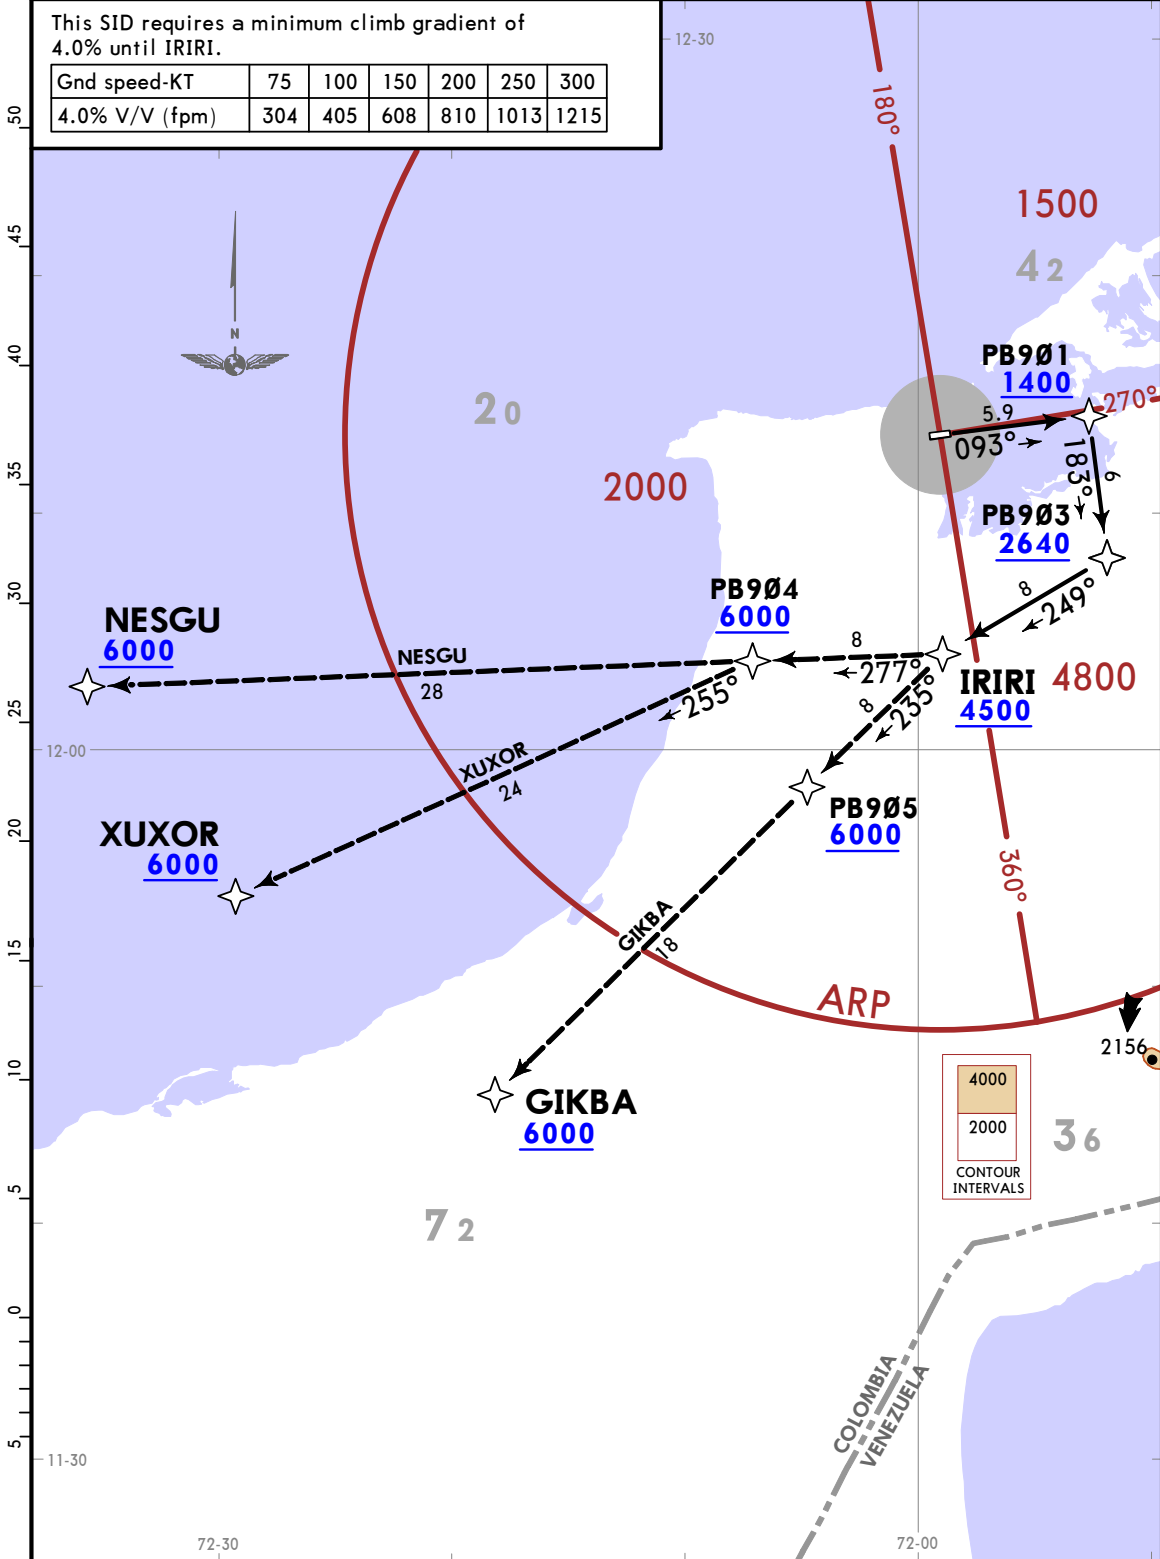 This SID requires a minimum climb gradient of
4.0% until IRIRI.
Gnd speed-KT 75 100 150 200 250 300
4.0% V/V (fpm) 304 405 608 810 1013 1215
12-30
50
180°
1500
45
42
N
40
PB9Ø1
1400
270°
5.9
20
093°
183°
6
35
2000
PB9Ø3
2640
30
8
249°
PB9Ø4
6000
NESGU
6000
8
NESGU
277°
28
IRIRI
4500
4800
255°
8
235°
25
12-00
XUXOR
24
PB9Ø5
6000
20
XUXOR
6000
360°
GIKBA
18
15
ARP
2156
10
GIKBA
6000
4000
2000
CONTOUR
INTERVALS
36
5
72
0
COLOMBIA
VENEZUELA
5
11-30
72-30
72-00